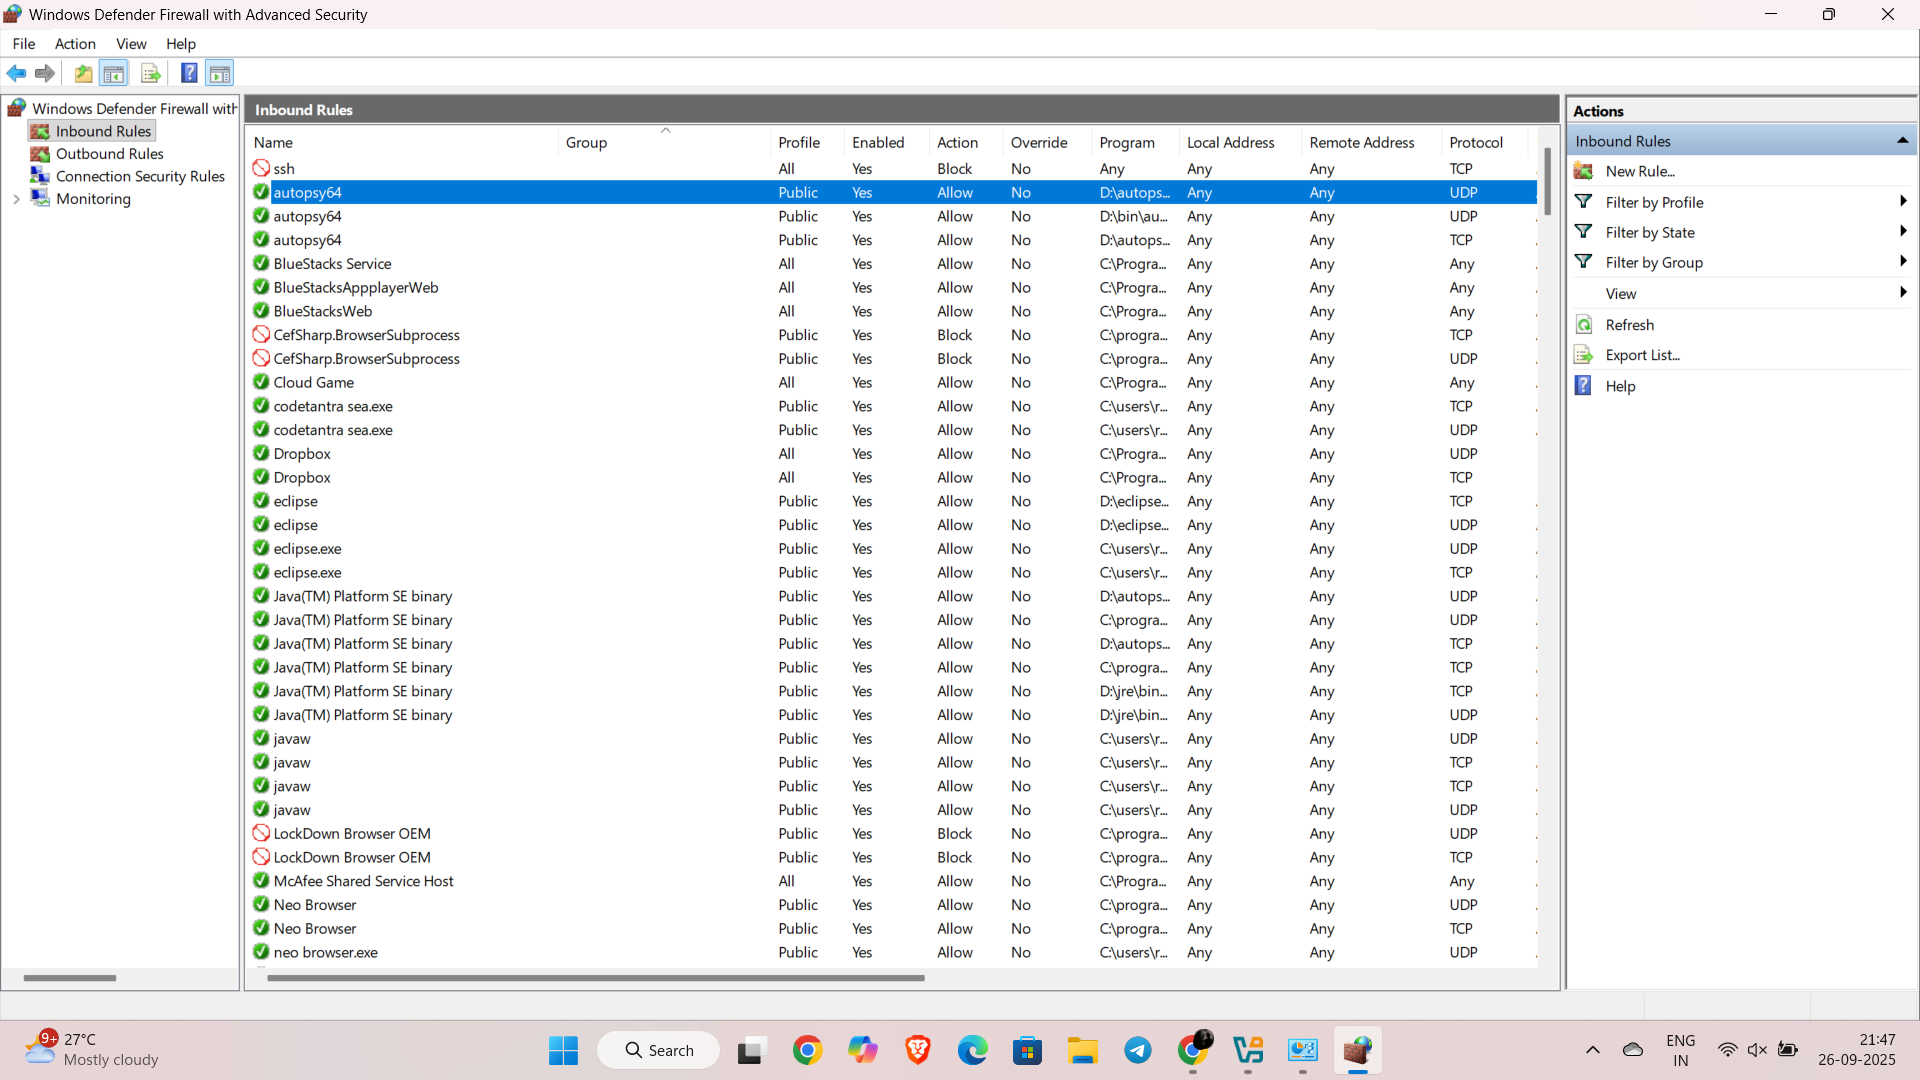 Windows Defender Firewall with Advanced Security
File Action View Help
Windows Defender Firewall with
Inbound Rules
Outbound Rules
Connection Security Rules
Monitoring
Inbound Rules
Name Group Profile Enabled Action Override Program Local Address Remote Address Protocol
ssh All Yes Block No Any Any Any TCP
autopsy64 Public Yes Allow No D:\autops... Any Any UDP
autopsy64 Public Yes Allow No D:\bin\au... Any Any UDP
autopsy64 Public Yes Allow No D:\autops... Any Any TCP
BlueStacks Service All Yes Allow No C:\Progra... Any Any Any
BlueStacksAppplayerWeb All Yes Allow No C:\Progra... Any Any Any
BlueStacksWeb All Yes Allow No C:\Progra... Any Any Any
CefSharp.BrowserSubprocess Public Yes Block No C:\progra... Any Any TCP
CefSharp.BrowserSubprocess Public Yes Block No C:\progra... Any Any UDP
Cloud Game All Yes Allow No C:\Progra... Any Any Any
codetantra sea.exe Public Yes Allow No C:\users\r... Any Any TCP
codetantra sea.exe Public Yes Allow No C:\users\r... Any Any UDP
Dropbox All Yes Allow No C:\Progra... Any Any UDP
Dropbox All Yes Allow No C:\Progra... Any Any TCP
eclipse Public Yes Allow No D:\eclipse... Any Any TCP
eclipse Public Yes Allow No D:\eclipse... Any Any UDP
eclipse.exe Public Yes Allow No C:\users\r... Any Any UDP
eclipse.exe Public Yes Allow No C:\users\r... Any Any TCP
Java(TM) Platform SE binary Public Yes Allow No D:\autops... Any Any UDP
Java(TM) Platform SE binary Public Yes Allow No C:\progra... Any Any UDP
Java(TM) Platform SE binary Public Yes Allow No D:\autops... Any Any TCP
Java(TM) Platform SE binary Public Yes Allow No C:\progra... Any Any TCP
Java(TM) Platform SE binary Public Yes Allow No D:\jre\bin... Any Any TCP
Java(TM) Platform SE binary Public Yes Allow No D:\jre\bin... Any Any UDP
javaw Public Yes Allow No C:\users\r... Any Any UDP
javaw Public Yes Allow No C:\users\r... Any Any TCP
javaw Public Yes Allow No C:\users\r... Any Any TCP
javaw Public Yes Allow No C:\users\r... Any Any UDP
LockDown Browser OEM Public Yes Block No C:\progra... Any Any UDP
LockDown Browser OEM Public Yes Block No C:\progra... Any Any TCP
McAfee Shared Service Host All Yes Allow No C:\Progra... Any Any Any
Neo Browser Public Yes Allow No C:\progra... Any Any UDP
Neo Browser Public Yes Allow No C:\progra... Any Any TCP
neo browser.exe Public Yes Allow No C:\users\r... Any Any UDP
Actions
Inbound Rules
New Rule...
Filter by Profile
Filter by State
Filter by Group
View
Refresh
Export List...
Help
9+
27°C
Mostly cloudy
Search
ENG
IN
21:47
26-09-2025